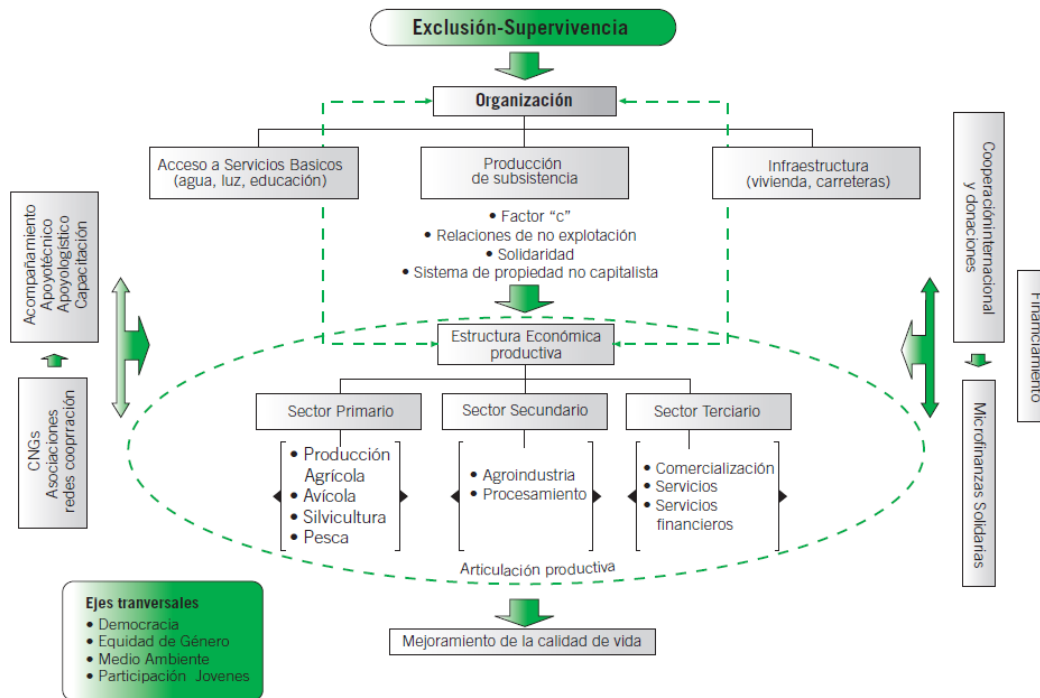 Exclusión-Supervivencia
Organización
Acceso a Servicios Basicos
(agua, luz, educación)
Producción
de subsistencia
Infraestructura
(vivienda, carreteras)
• Factor “c”
• Relaciones de no explotación
• Solidaridad
• Sistema de propiedad no capitalista
Acompañamiento
Apoyotécnico
Apoyologístico
Capacitación
CNGs
Asociaciones
redes cooprración
Cooperacióninternacional
y donaciones
Financiamiento
Microfinanzas Solidarias
Estructura Económica
productiva
Sector Primario
Sector Secundario
Sector Terciario
• Producción
Agrícola
• Avícola
• Silvicultura
• Pesca
• Agroindustria
• Procesamiento
• Comercialización
• Servicios
• Servicios
financieros
Articulación productiva
Mejoramiento de la calidad de vida
Ejes tranversales
• Democracia
• Equidad de Género
• Medio Ambiente
• Participación Jovenes